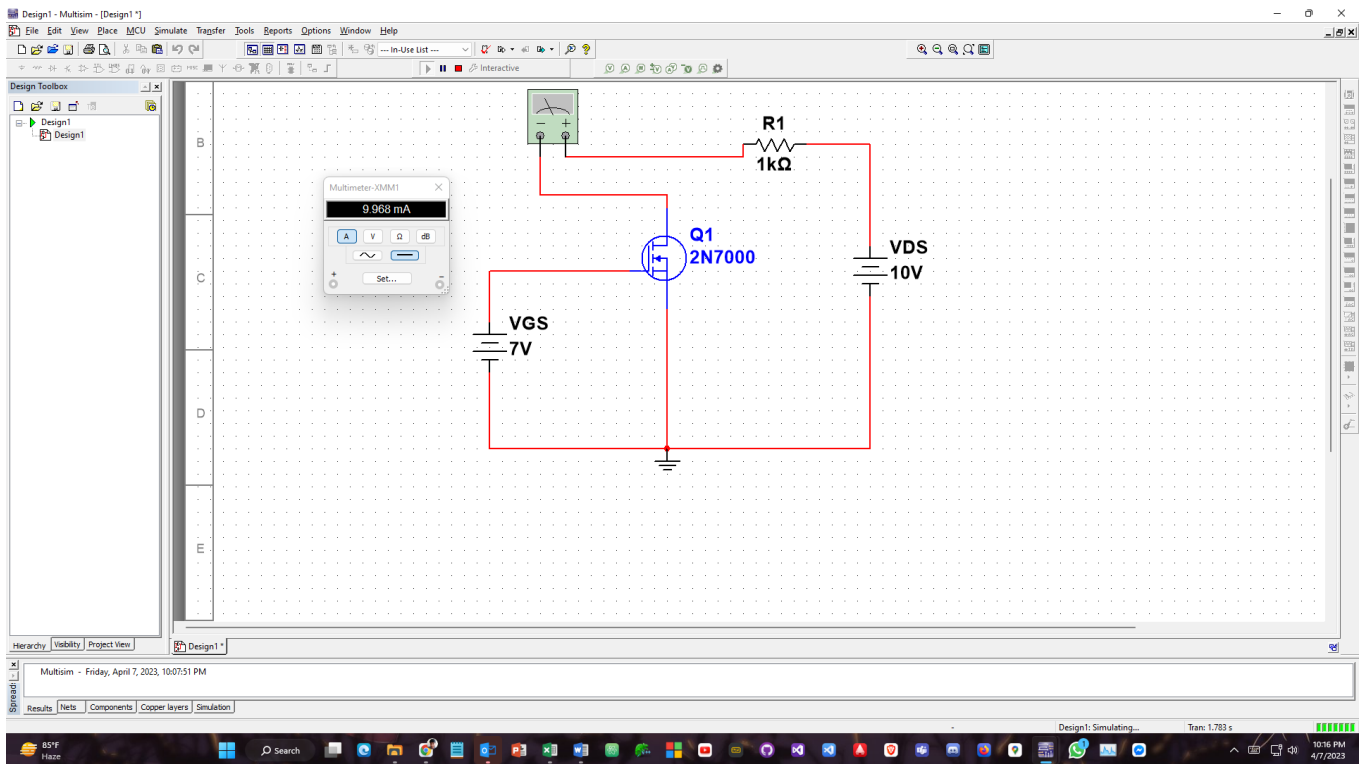 Design1 - Multisim - [Design1 *]
File Edit View Place MCU Simulate Transfer Tools Reports Options Window Help
--- In-Use List ---
Interactive
Design Toolbox
Design1
Design1
B
C
D
E
R1
1kΩ
Multimeter-XMM1
9.968 mA
A V Ω dB
Set...
+ −
− +
Q1
2N7000
VDS
10V
VGS
7V
Hierarchy Visibility Project View
Design1 *
Multisim - Friday, April 7, 2023, 10:07:51 PM
Results Nets Components Copper layers Simulation
-
Design1: Simulating... Tran: 1.783 s
85°F
Haze
Search
10:16 PM
4/7/2023